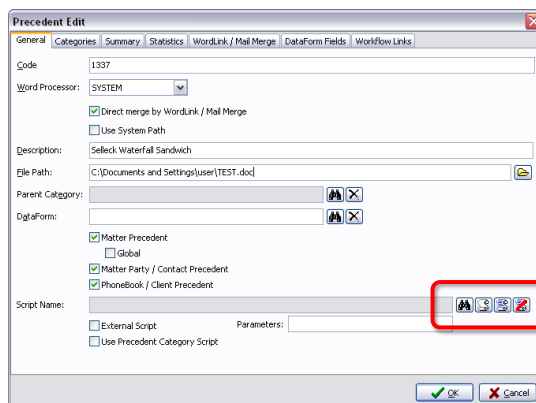 Precedent Edit
General Categories Summary Statistics WordLink / Mail Merge DataForm Fields Workflow Links
Code 1337
Word Processor: SYSTEM
Direct merge by WordLink / Mail Merge
Use System Path
Description: Selleck Waterfall Sandwich
File Path: C:\Documents and Settings\user\TEST.doc
Parent Category:
DataForm:
Matter Precedent
Global
Matter Party / Contact Precedent
PhoneBook / Client Precedent
Script Name:
External Script Parameters:
Use Precedent Category Script
OK Cancel